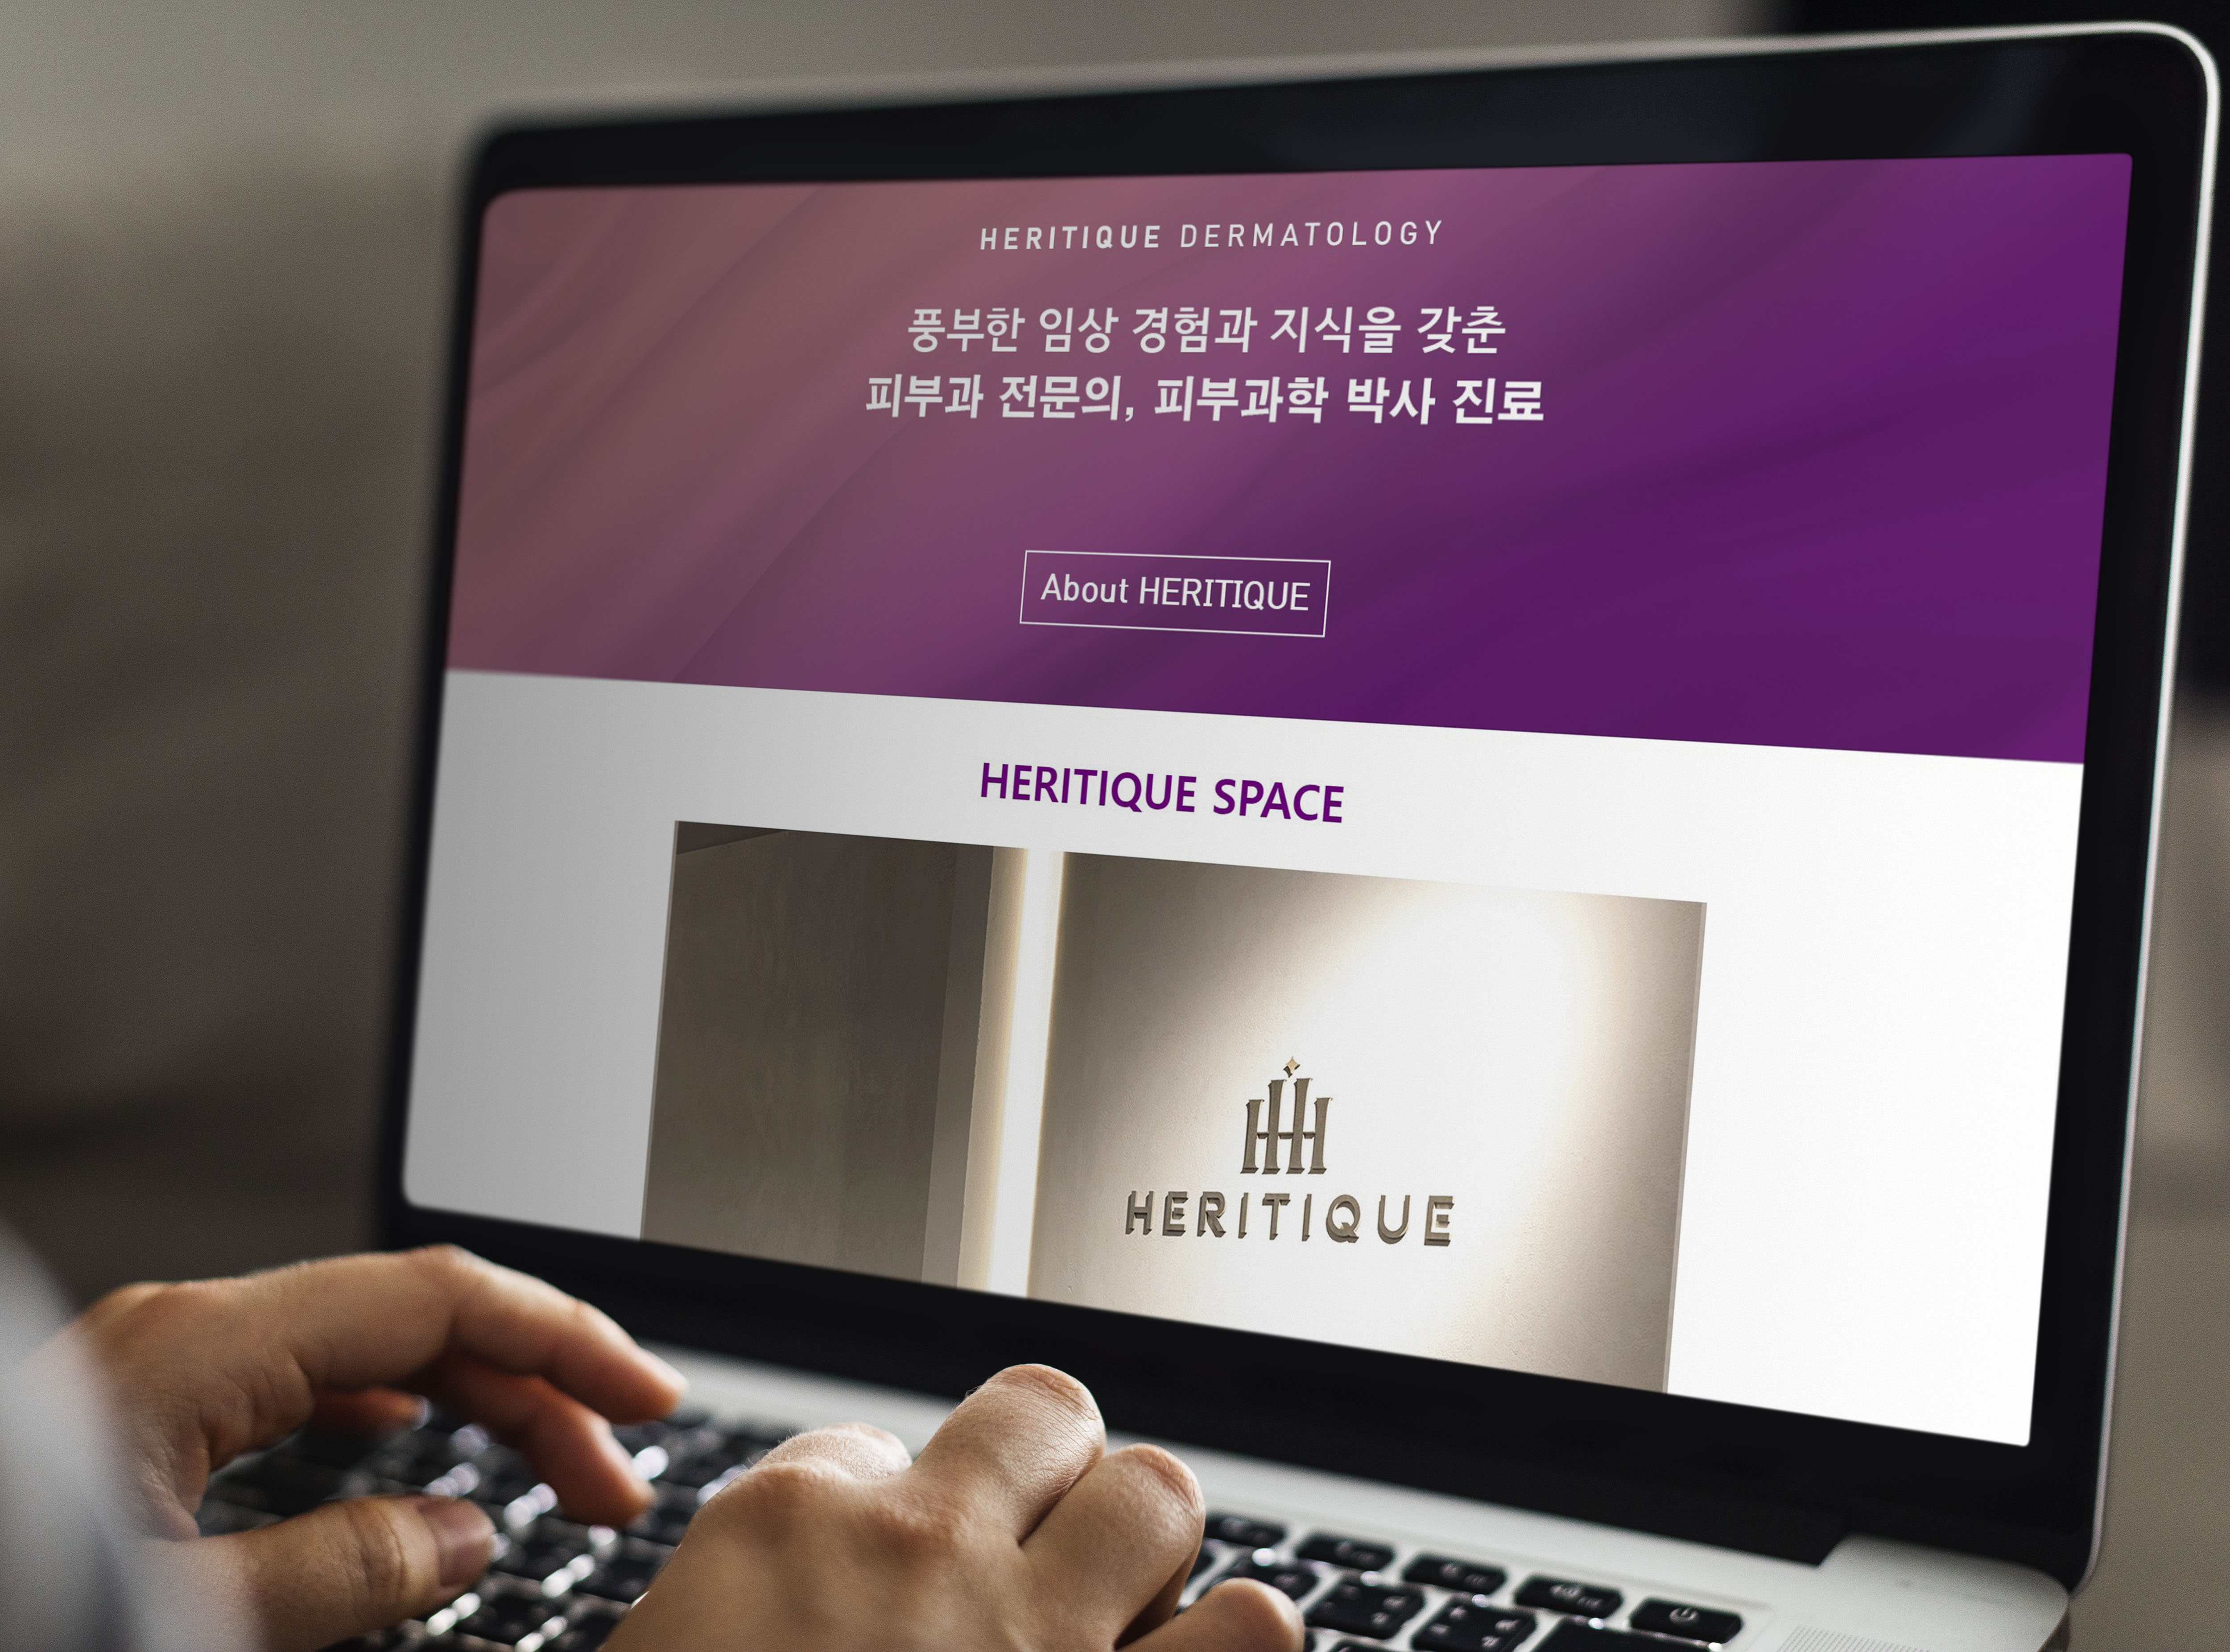 HERITIQUE DERMATOLOGY
풍부한 임상 경험과 지식을 갖춘
피부과 전문의, 피부과학 박사 진료
About HERITIQUE
HERITIQUE SPACE
HERITIQUE